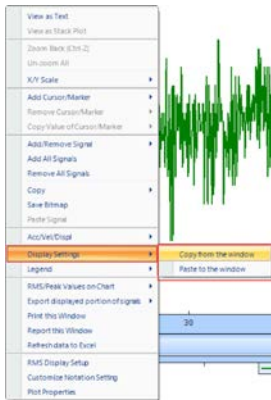 View as Text
View as Stack Plot
Zoom Back (Ctrl-Z)
Un-zoom All
X/Y Scale
Add Cursor/Marker
Remove Cursor/Marker
Copy Value of Cursor/Marker
Add/Remove Signal
Add All Signals
Remove All Signals
Copy
Save Bitmap
Paste Signal
Acc/Vel/Displ
Display Settings
Copy from the window
Legend
Paste to the window
RMS/Peak Values on Chart
Export displayed portion of signals
Print this Window
30
Report this Window
Refresh data to Excel
RMS Display Setup
Customize Notation Setting
Plot Properties